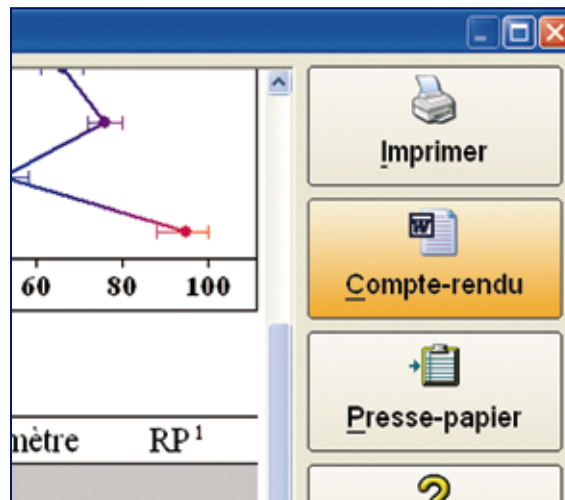 Imprimer
Compte-rendu
60 80 100
Presse-papier
mètre RP¹